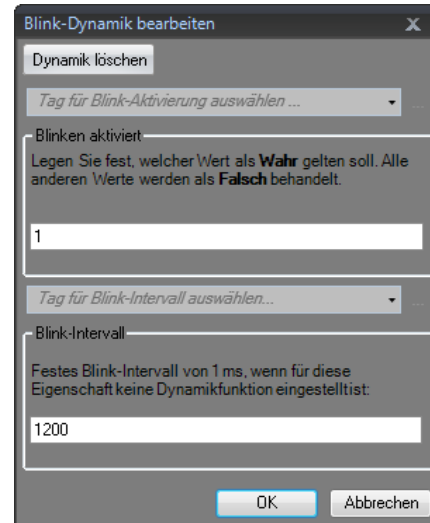 Blink-Dynamik bearbeiten
x
Dynamik löschen
Tag für Blink-Aktivierung auswählen ...
...
Blinken aktiviert
Legen Sie fest, welcher Wert als Wahr gelten soll. Alle
anderen Werte werden als Falsch behandelt.
1
Tag für Blink-Intervall auswählen...
...
Blink-Intervall
Festes Blink-Intervall von 1 ms, wenn für diese
Eigenschaft keine Dynamikfunktion eingestellt ist:
1200
OK
Abbrechen